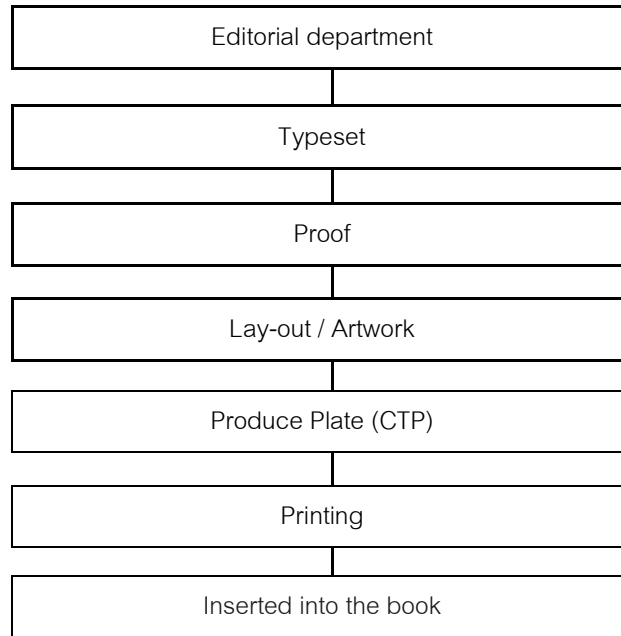 Editorial department
Typeset
Proof
Lay-out / Artwork
Produce Plate (CTP)
Printing
Inserted into the book